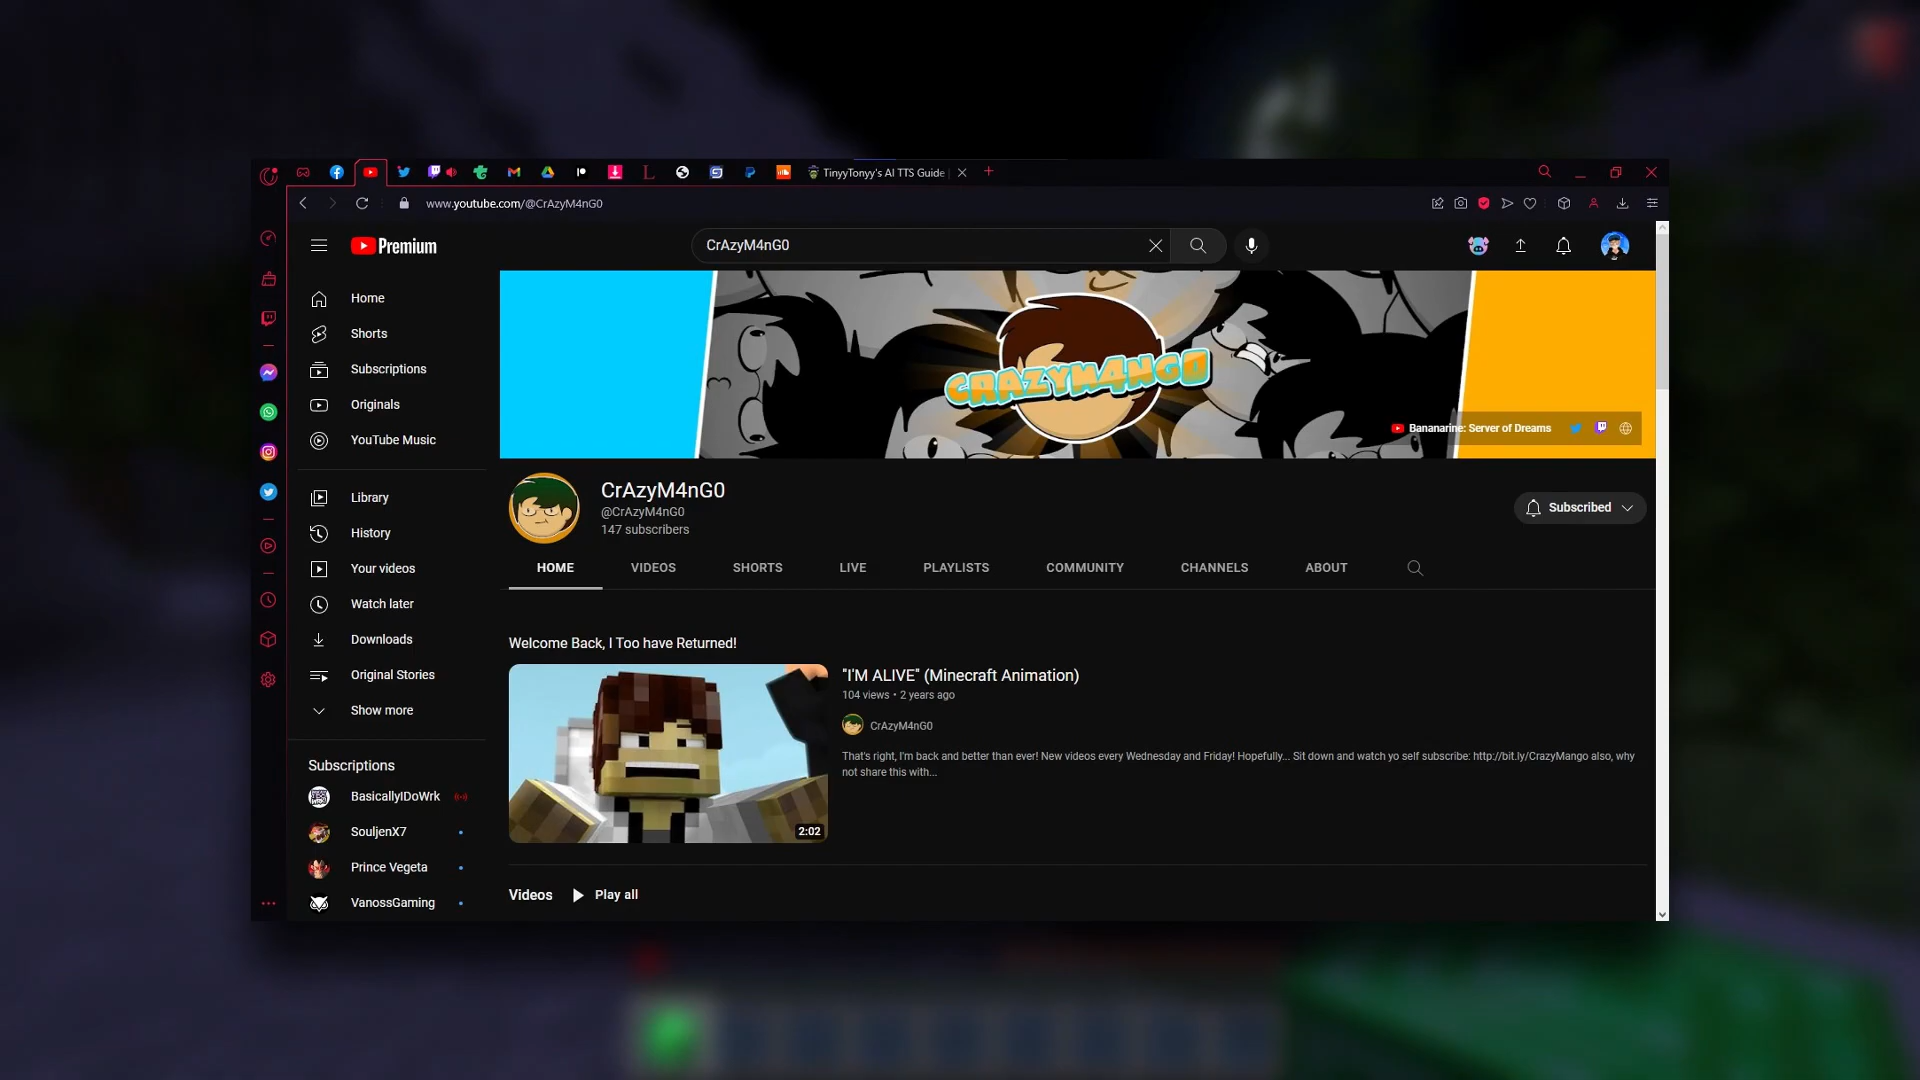 TinyyTonyy's AI TTS Guide
www.youtube.com/@CrAzyM4nG0
Premium
CrAzyM4nG0
Home
Shorts
Subscriptions
Originals
YouTube Music
Library
History
Your videos
Watch later
Downloads
Original Stories
Show more
Subscriptions
BasicallyIDoWrk
SouljenX7
Prince Vegeta
VanossGaming
CRAZYM4NG0
Bananarine: Server of Dreams
CrAzyM4nG0
@CrAzyM4nG0
147 subscribers
Subscribed
HOME VIDEOS SHORTS LIVE PLAYLISTS COMMUNITY CHANNELS ABOUT
Welcome Back, I Too have Returned!
2:02
"I'M ALIVE" (Minecraft Animation)
104 views • 2 years ago
CrAzyM4nG0
That's right, I'm back and better than ever! New videos every Wednesday and Friday! Hopefully... Sit down and watch yo self subscribe: http://bit.ly/CrazyMango also, why
not share this with...
Videos Play all